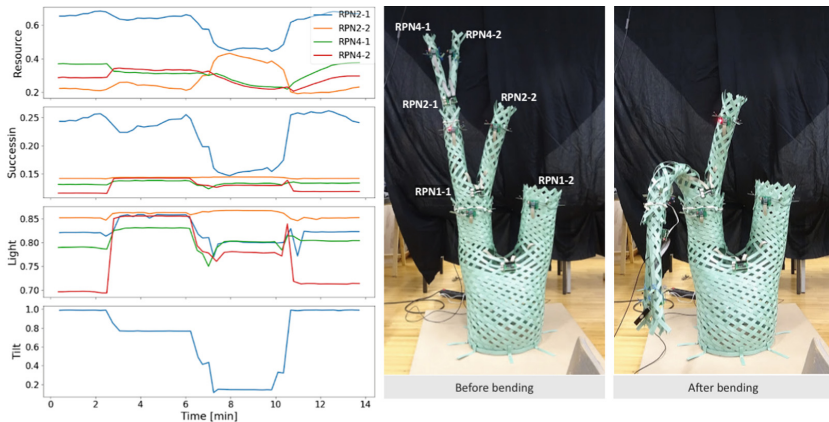 RPN2-1
RPN2-2
RPN4-1
RPN4-2
Resource
0.6
0.4
0.2
Successin
0.25
0.20
0.15
Light
0.85
0.80
0.75
0.70
Tilt
1.0
0.8
0.6
0.4
0.2
0 2 4 6 8 10 12 14
Time [min]
RPN4-1
RPN4-2
RPN2-1
RPN2-2
RPN1-1
RPN1-2
Before bending
After bending